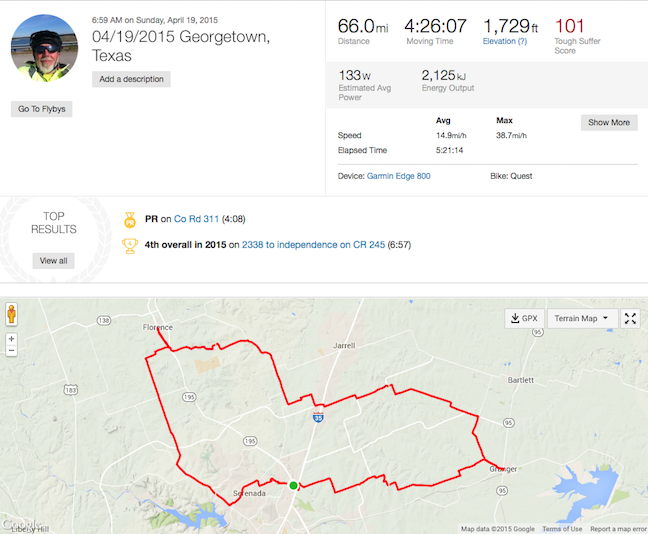 6:59 AM on Sunday, April 19, 2015
04/19/2015 Georgetown,
Texas
Add a description
Go To Flybys
66.0mi
Distance
4:26:07
Moving Time
1,729ft
Elevation (?)
101
Tough Suffer
Score
133W
Estimated Avg
Power
2,125kJ
Energy Output
Avg Max
Speed 14.9mi/h 38.7mi/h
Elapsed Time 5:21:14
Show More
Device: Garmin Edge 800 Bike: Quest
TOP
RESULTS
View all
PR on Co Rd 311 (4:08)
4th overall in 2015 on 2338 to independence on CR 245 (6:57)
GPX
Terrain Map
+
−
138
Florence
Jarrell
95
Bartlett
183
195
35
95
195
Granger
95
Serenada
Liberty Hill
Google
Map data ©2015 Google Terms of Use Report a map error